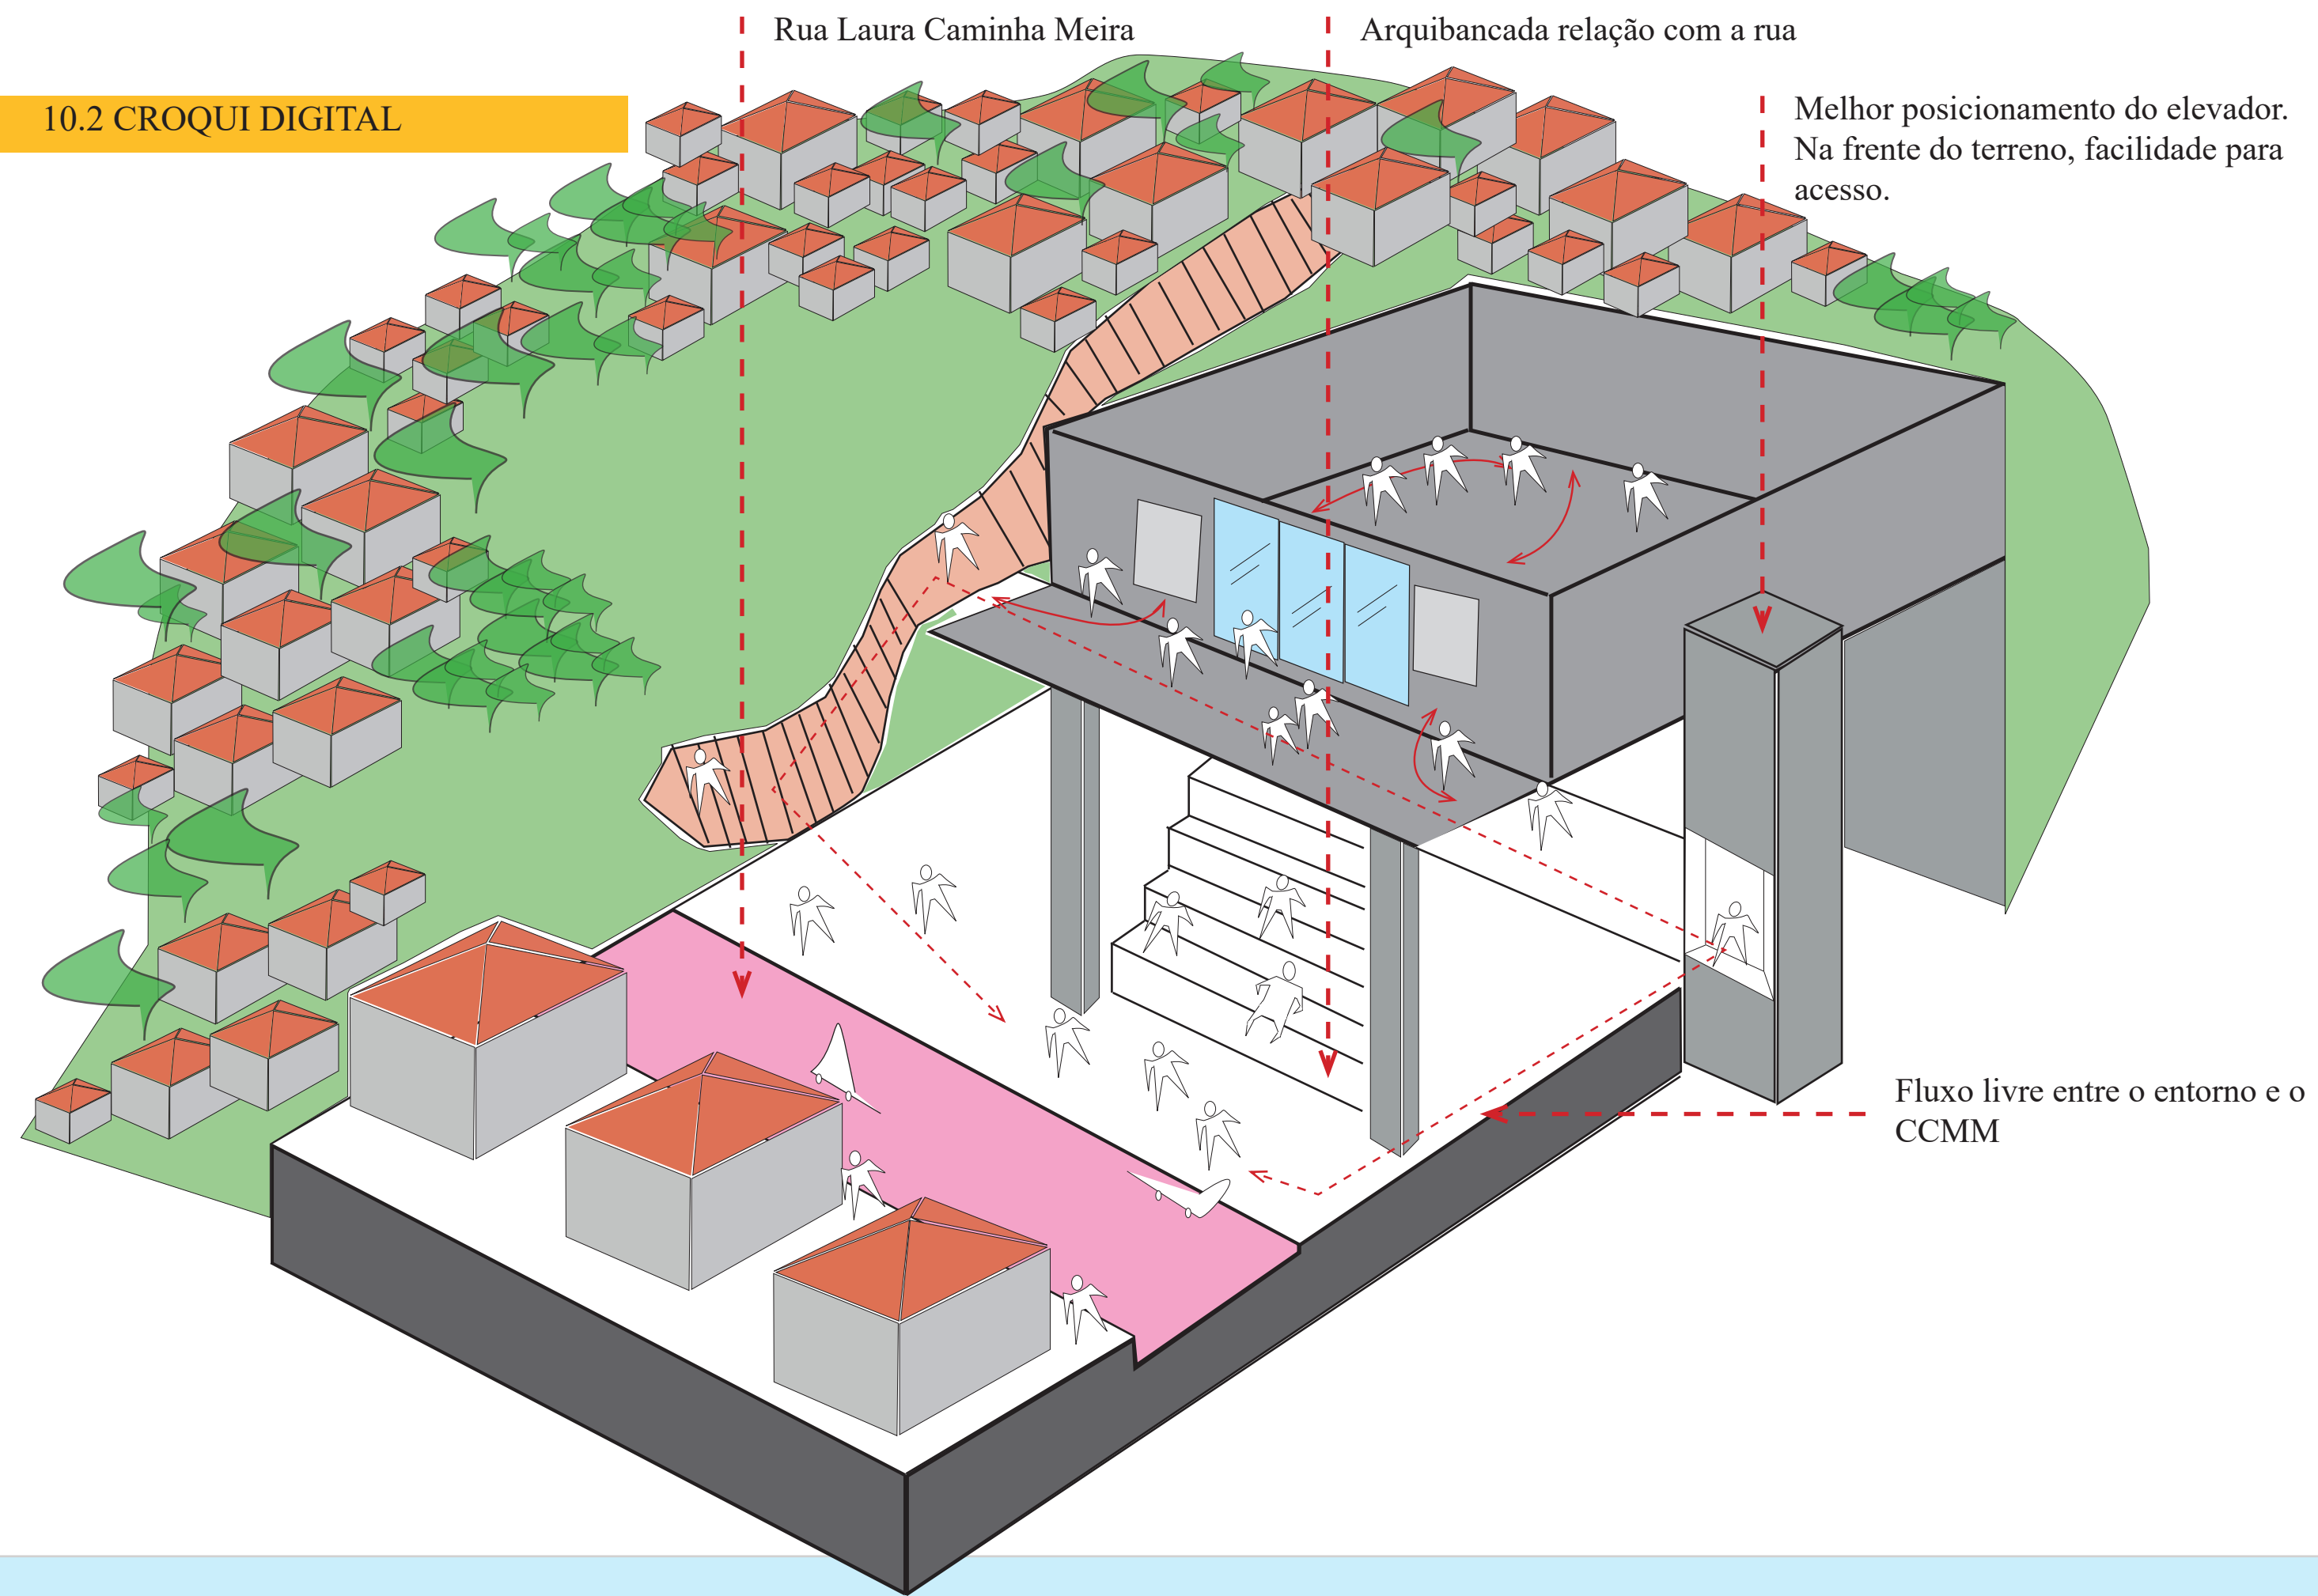 Rua Laura Caminha Meira
Arquibancada relação com a rua
10.2 CROQUI DIGITAL
Melhor posicionamento do elevador.
Na frente do terreno, facilidade para
acesso.
Fluxo livre entre o entorno e o
CCMM